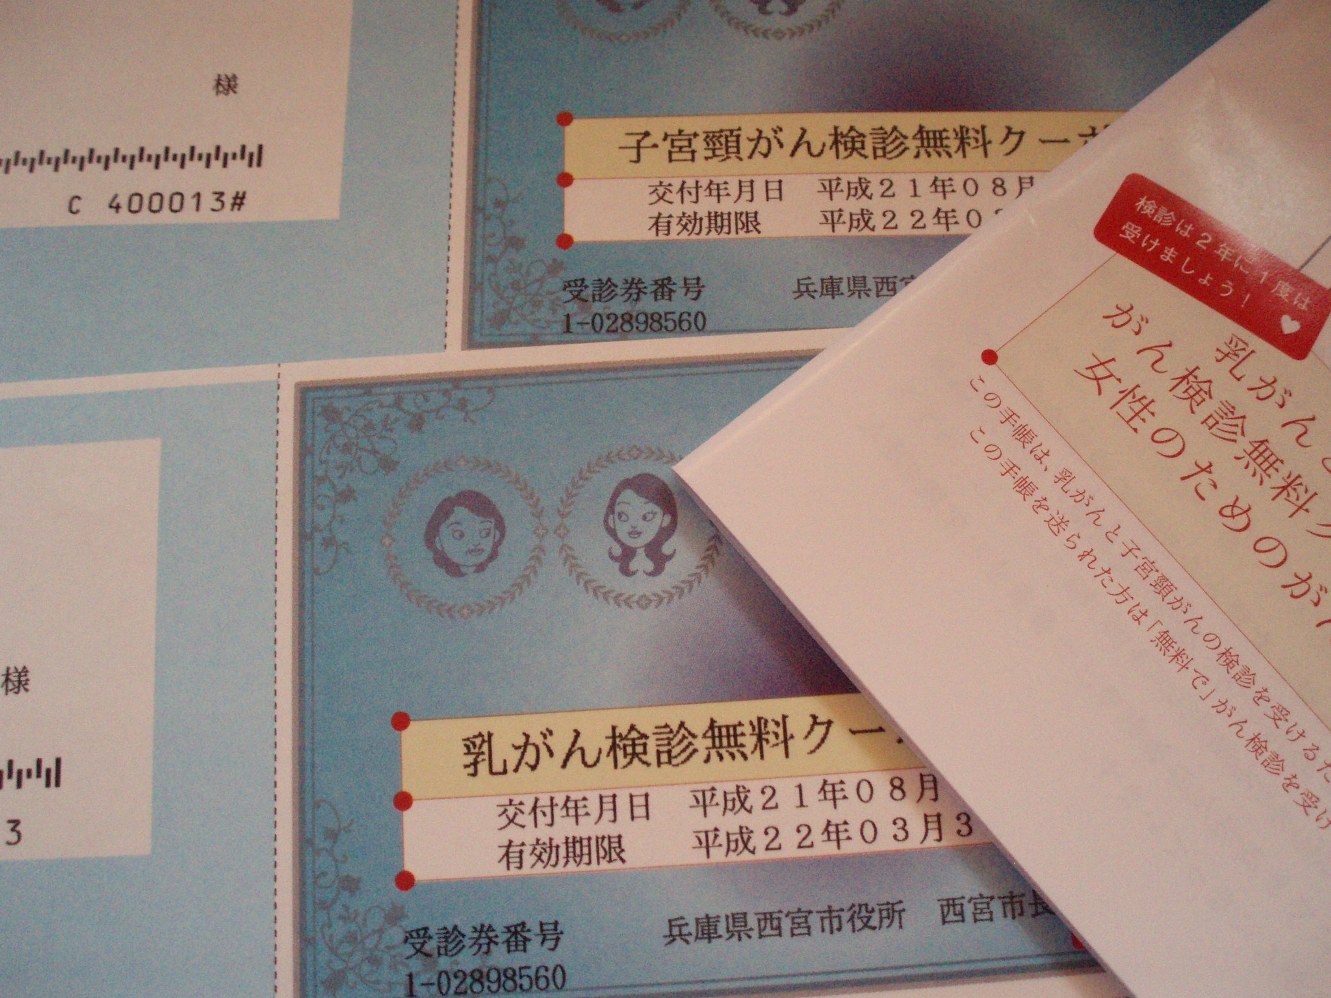 様
C 400013#
子宮頸がん検診無料クー
交付年月日 平成21年08月
有効期限 平成22年03
受診券番号 兵庫県西宮
1-02898560
様
3
乳がん検診無料クー
交付年月日 平成21年08月
有効期限 平成22年03月3
受診券番号 兵庫県西宮市役所 西宮市長
1-02898560
検診は2年に1度は
受けましょう!
乳がんと
がん検診無料ク
女性のためのが
この手帳は、乳がんと子宮頸がんの検診を受けるた
この手帳を送られた方は「無料で」がん検診を受け